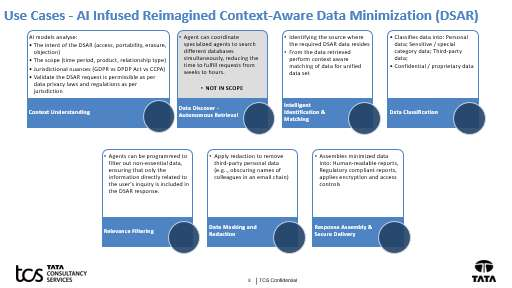 Use Cases - AI Infused Reimagined Context-Aware Data Minimization (DSAR)
AI models analyse:
• The intent of the DSAR (access, portability, erasure,
objection)
• The scope (time period, product, relationship type)
• Jurisdictional nuances (GDPR vs DPDP Act vs CCPA)
• Validate the DSAR request is permissible as per
data privacy laws and regulations as per
jurisdiction
Context Understanding
• Agent can coordinate
specialized agents to search
different databases
simultaneously, reducing the
time to fulfill requests from
weeks to hours.
• NOT IN SCOPE
Data Discover -
Autonomous Retrieval
• Identifying the source where
the required DSAR data resides
• From the data retrieved
perform context aware
matching of data for unified
data set
Intelligent
Identification &
Matching
• Classifies data into: Personal
data; Sensitive / special
category data; Third-party
data;
• Confidential / proprietary data
Data Classification
• Agents can be programmed to
filter out non-essential data,
ensuring that only the
information directly related to
the user's inquiry is included in
the DSAR response.
Relevance Filtering
• Apply redaction to remove
third-party personal data
(e.g., obscuring names of
colleagues in an email chain)
Data Masking and
Redaction
• Assembles minimized data
into: Human-readable reports,
Regulatory compliant reports,
applies encryption and access
controls
Response Assembly &
Secure Delivery
tcs TATA
CONSULTANCY
SERVICES
TCS Confidential
TATA